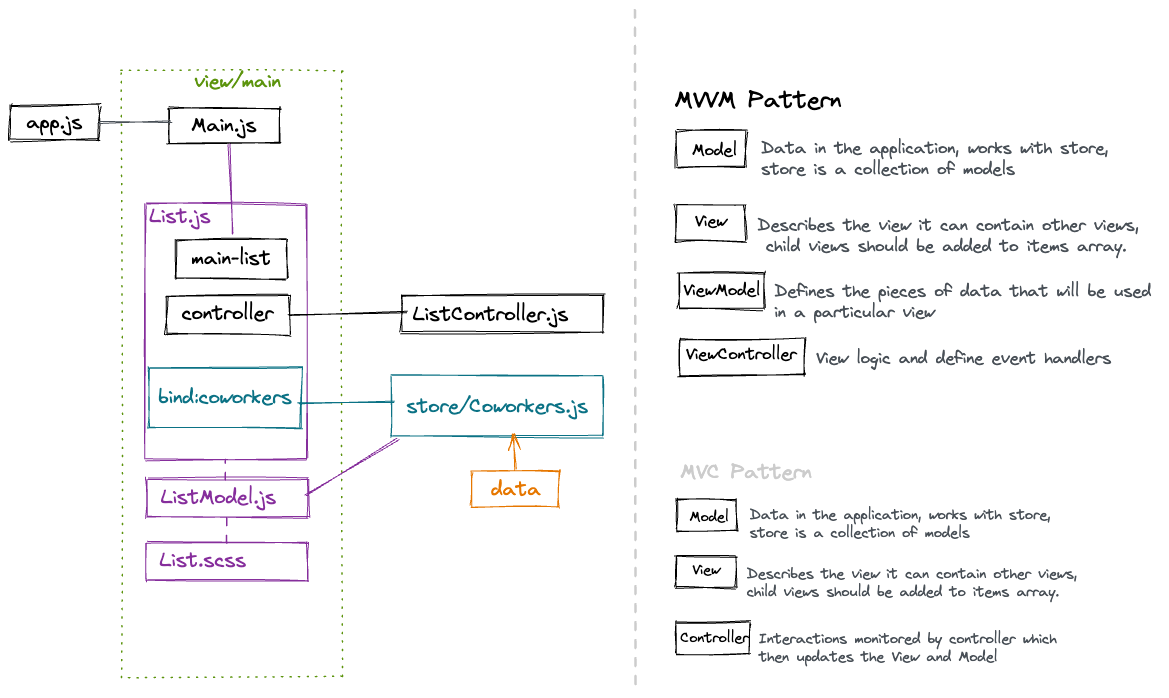 view/main
app.js
Main.js
List.js
main-list
controller
ListController.js
bind:coworkers
store/Coworkers.js
data
ListModel.js
List.scss
MVVM Pattern
Model
Data in the application, works with store,
store is a collection of models
View
Describes the view it can contain other views,
child views should be added to items array.
ViewModel
Defines the pieces of data that will be used
in a particular view
ViewController
View logic and define event handlers
MVC Pattern
Model
Data in the application, works with store,
store is a collection of models
View
Describes the view it can contain other views,
child views should be added to items array.
Controller
Interactions monitored by controller which
then updates the View and Model